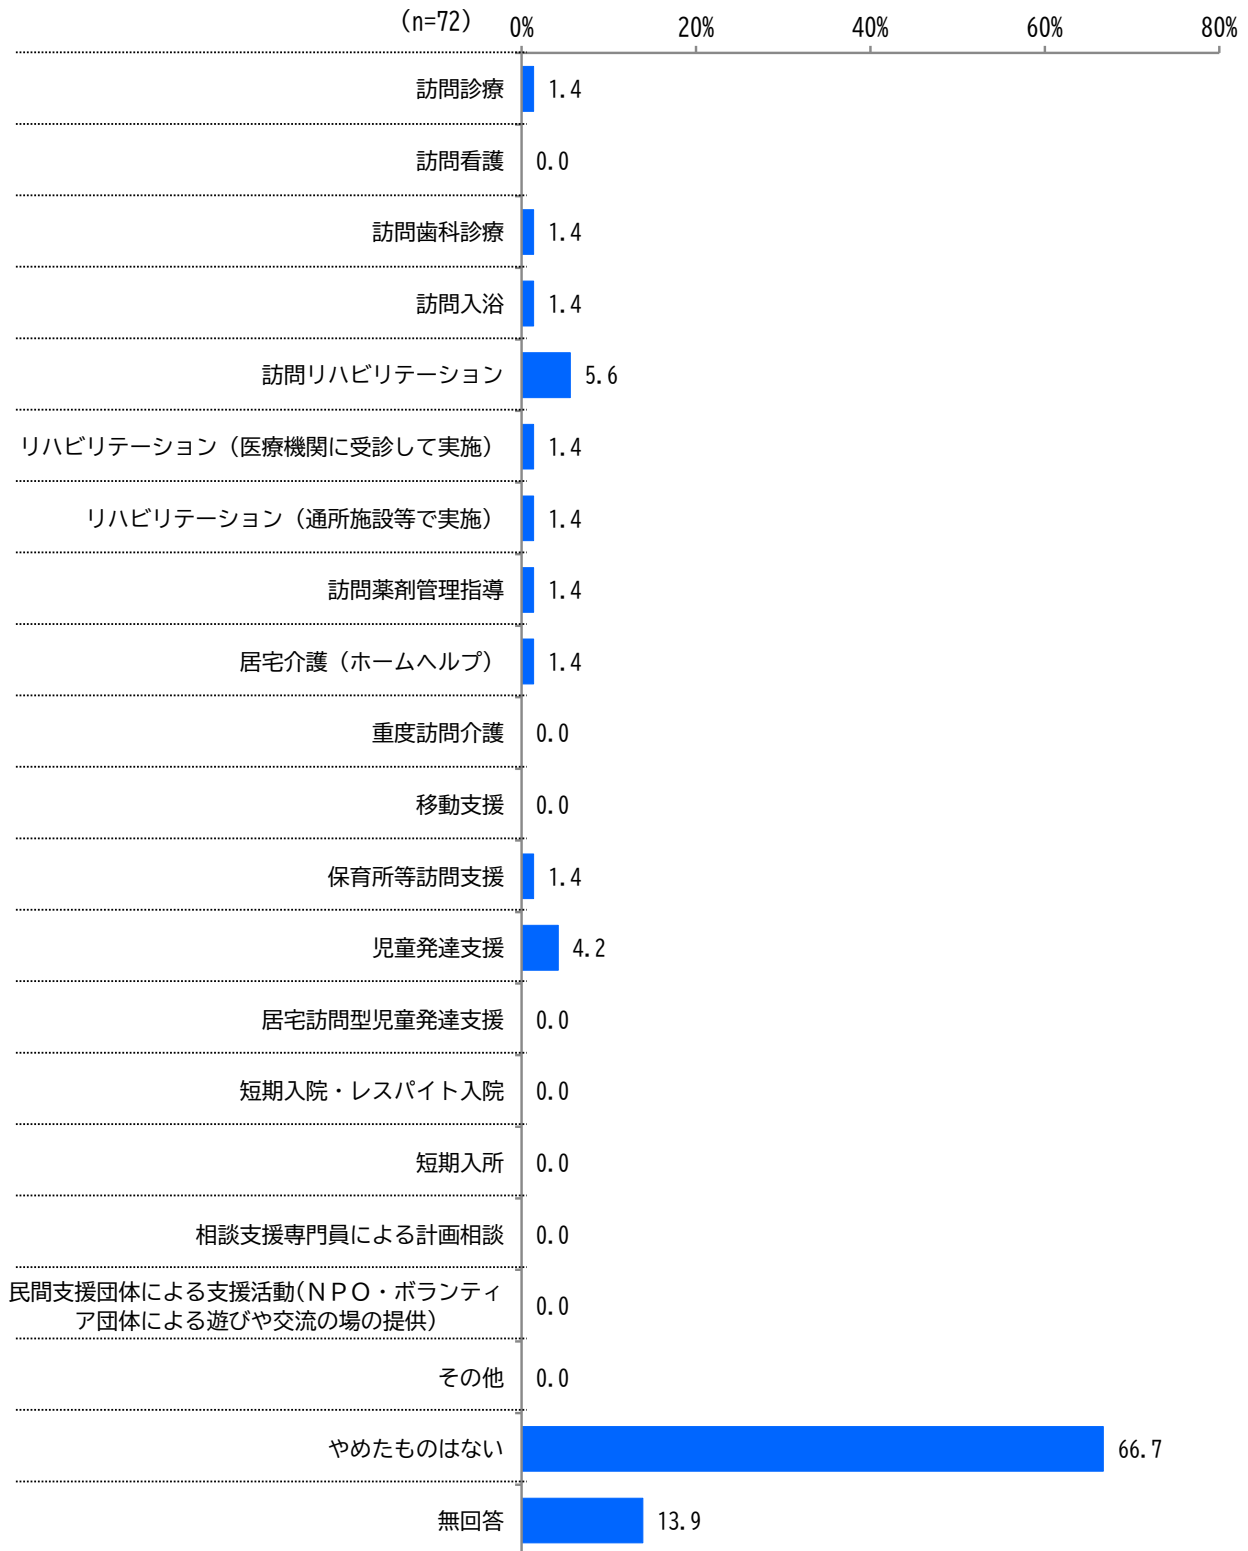 (n=72)
0% 20% 40% 60% 80%
訪問診療 1.4
訪問看護 0.0
訪問歯科診療 1.4
訪問入浴 1.4
訪問リハビリテーション 5.6
リハビリテーション（医療機関に受診して実施） 1.4
リハビリテーション（通所施設等で実施） 1.4
訪問薬剤管理指導 1.4
居宅介護（ホームヘルプ） 1.4
重度訪問介護 0.0
移動支援 0.0
保育所等訪問支援 1.4
児童発達支援 4.2
居宅訪問型児童発達支援 0.0
短期入院・レスパイト入院 0.0
短期入所 0.0
相談支援専門員による計画相談 0.0
民間支援団体による支援活動(ＮＰＯ・ボランティ
ア団体による遊びや交流の場の提供) 0.0
その他 0.0
やめたものはない 66.7
無回答 13.9